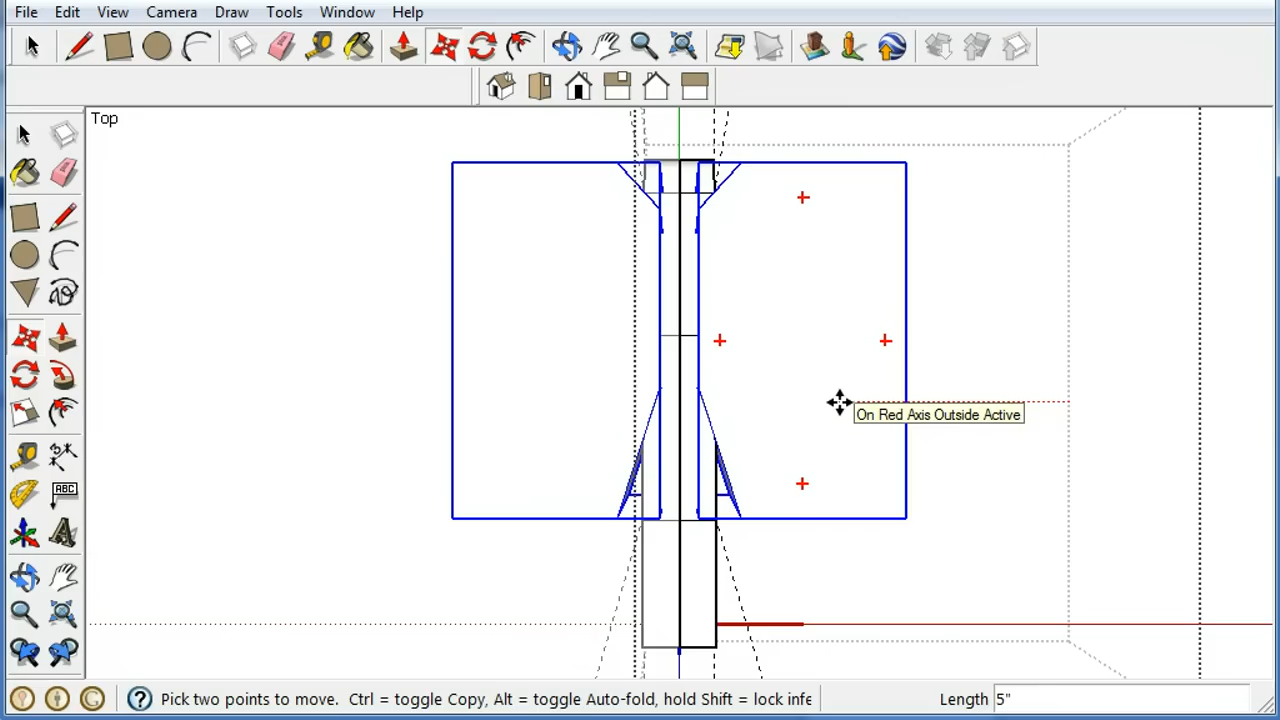 File Edit View Camera Draw Tools Window Help
Top
ABC
A
On Red Axis Outside Active
Pick two points to move. Ctrl = toggle Copy, Alt = toggle Auto-fold, hold Shift = lock infe
Length 5"